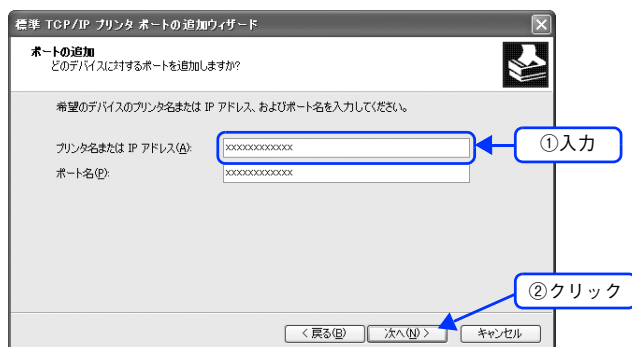 標準 TCP/IP プリンタ ポートの追加ウィザード
ポートの追加
どのデバイスに対するポートを追加しますか?
希望のデバイスのプリンタ名または IP アドレス、およびポート名を入力してください。
プリンタ名または IP アドレス(A):
xxxxxxxxxxxx
①入力
ポート名(P):
xxxxxxxxxxxx
②クリック
< 戻る(B)
次へ(N) >
キャンセル